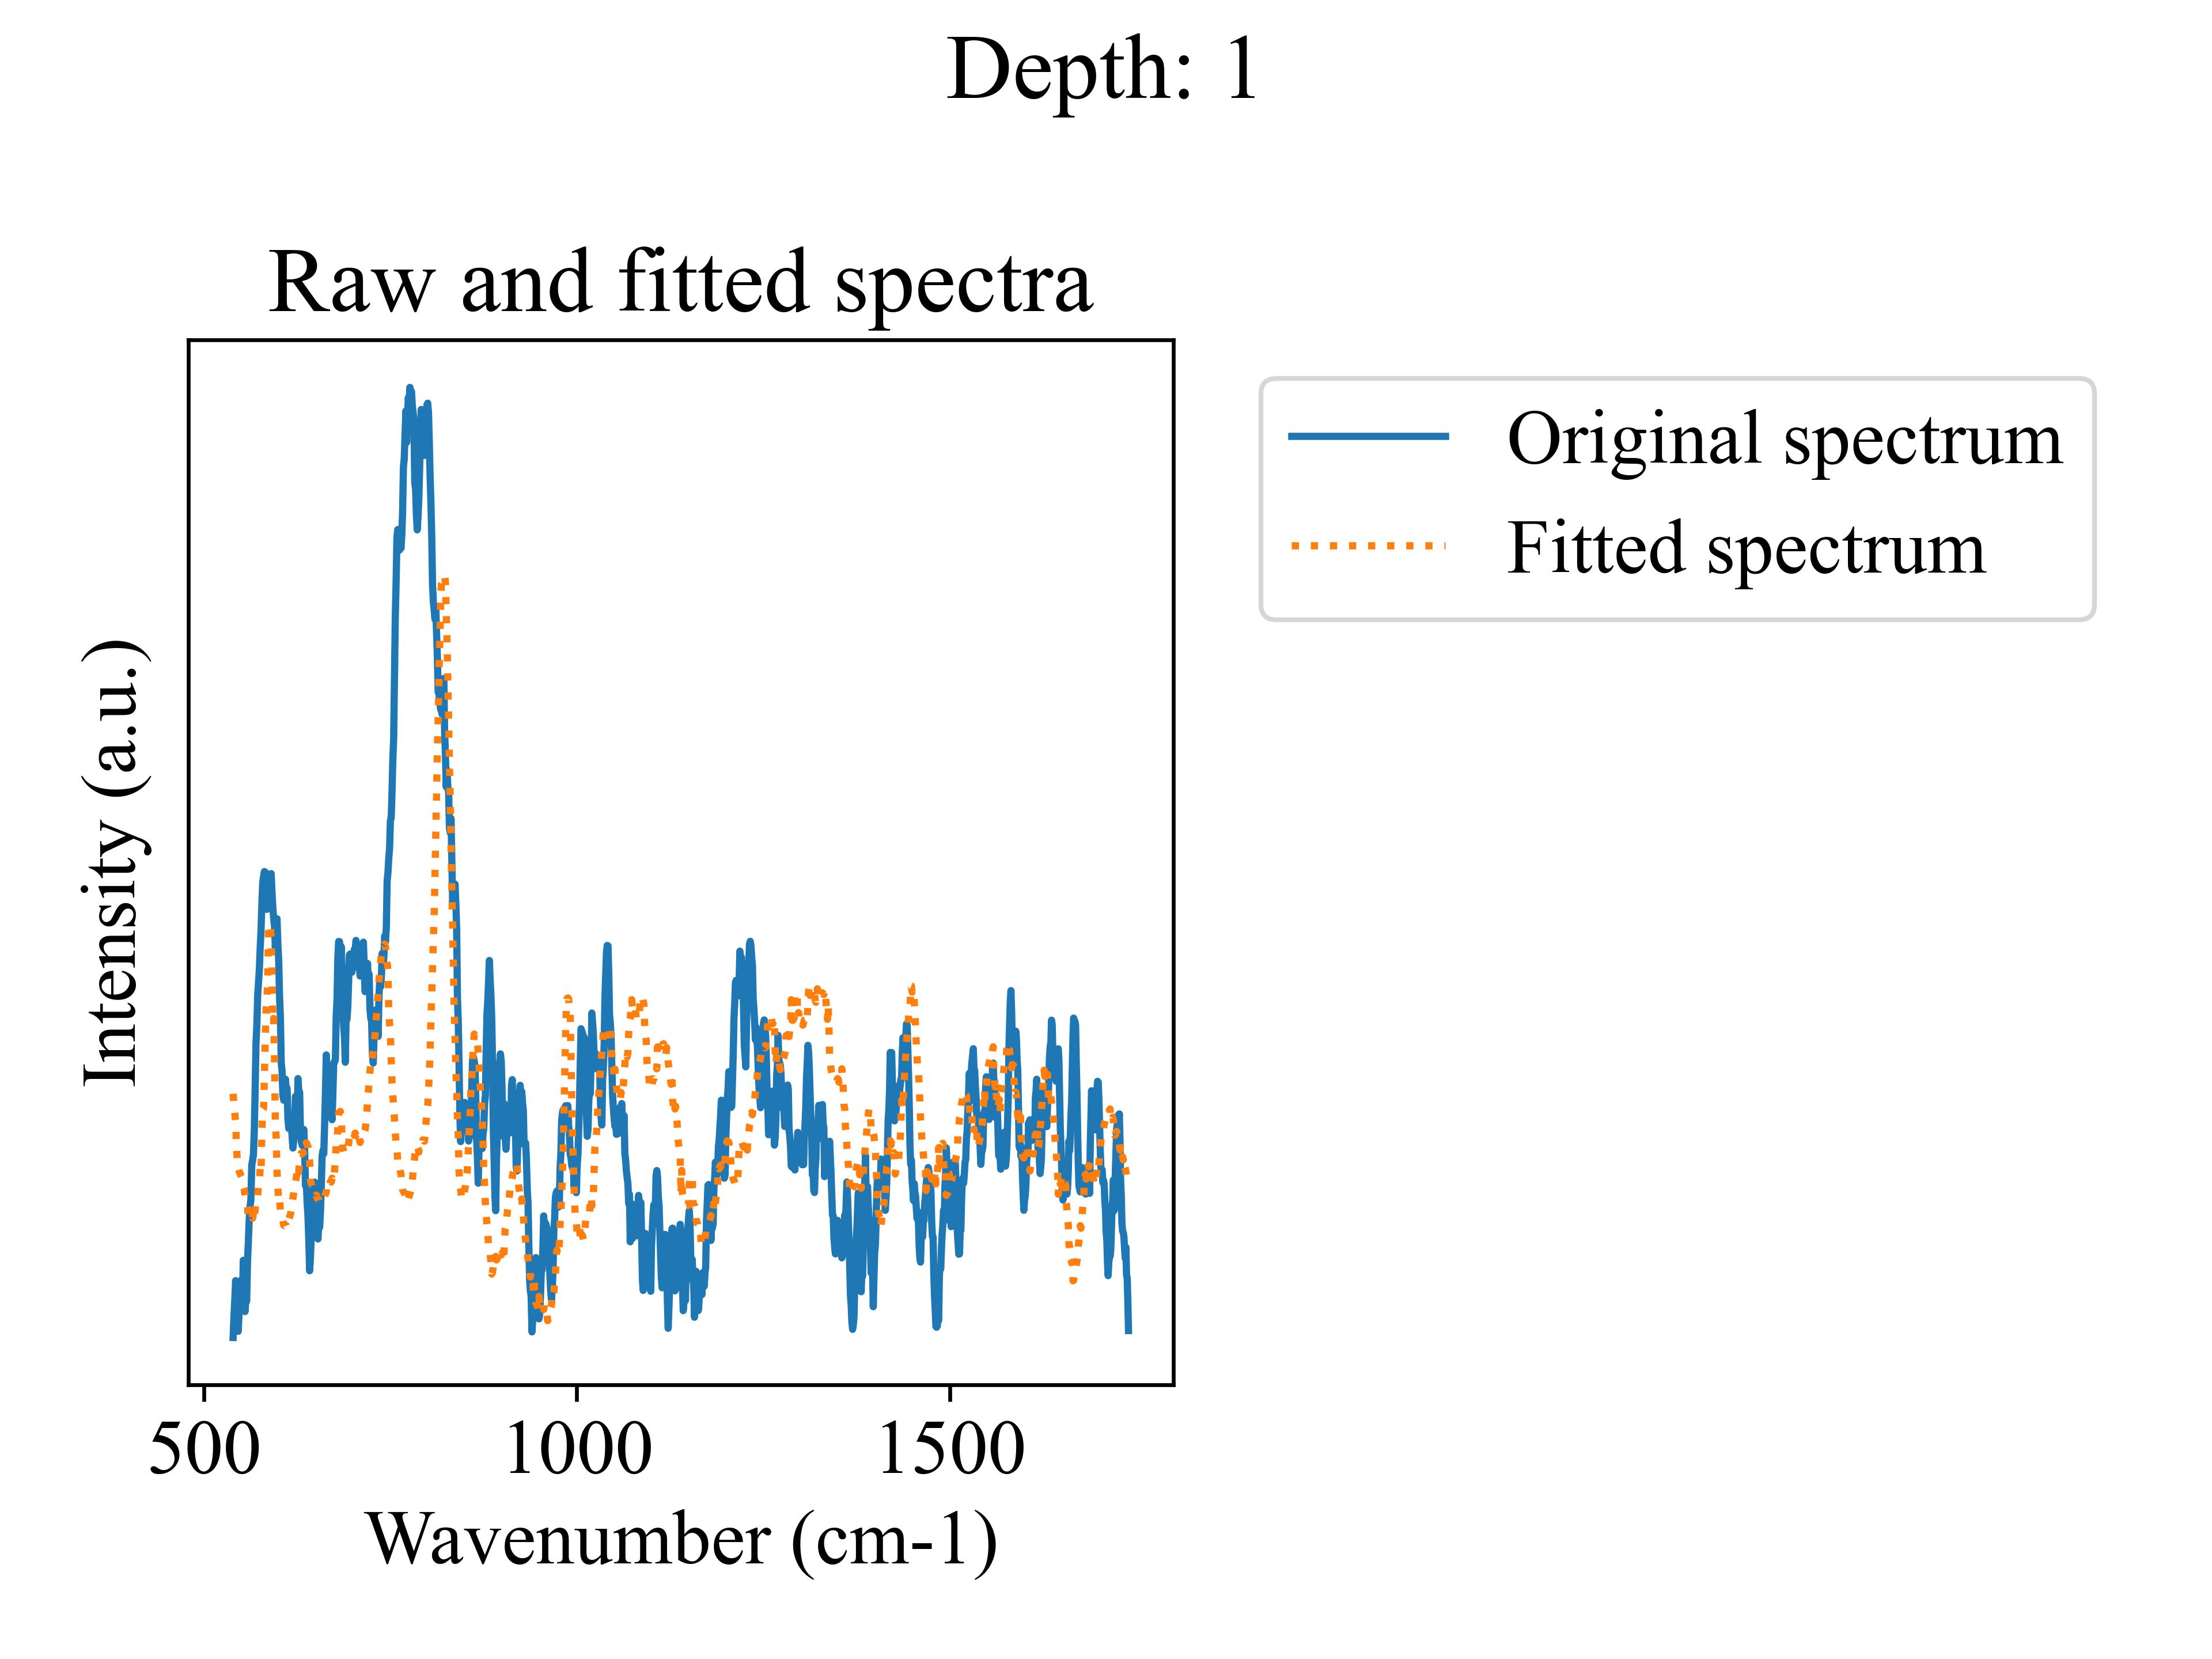 Depth: 1
Raw and fitted spectra
Original spectrum
Fitted spectrum
Intensity (a.u.)
500 1000 1500
Wavenumber (cm-1)